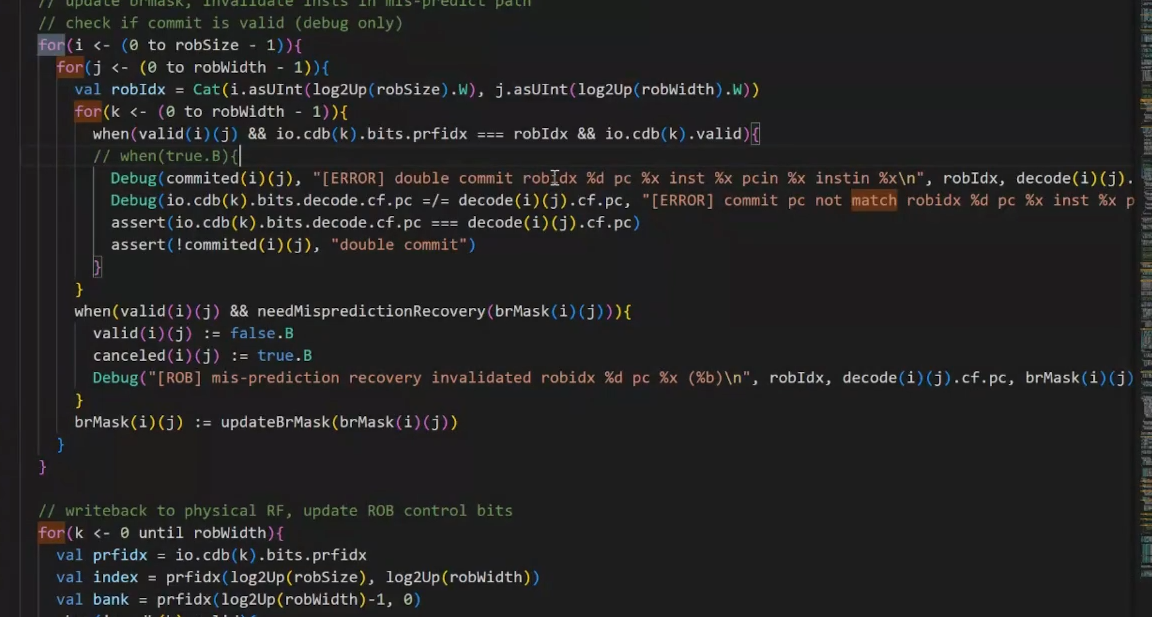 // update brmask, invalidate insts in mis-predict path
// check if commit is valid (debug only)
for(i <- (0 to robSize - 1)){
for(j <- (0 to robWidth - 1)){
val robIdx = Cat(i.asUInt(log2Up(robSize).W), j.asUInt(log2Up(robWidth).W))
for(k <- (0 to robWidth - 1)){
when(valid(i)(j) && io.cdb(k).bits.prfidx === robIdx && io.cdb(k).valid){
// when(true.B){
Debug(commited(i)(j), "[ERROR] double commit robidx %d pc %x inst %x pcin %x instin %x\n", robIdx, decode(i)(j).
Debug(io.cdb(k).bits.decode.cf.pc =/= decode(i)(j).cf.pc, "[ERROR] commit pc not match robidx %d pc %x inst %x p
assert(io.cdb(k).bits.decode.cf.pc === decode(i)(j).cf.pc)
assert(!commited(i)(j), "double commit")
}
}
when(valid(i)(j) && needMispredictionRecovery(brMask(i)(j))){
valid(i)(j) := false.B
canceled(i)(j) := true.B
Debug("[ROB] mis-prediction recovery invalidated robidx %d pc %x (%b)\n", robIdx, decode(i)(j).cf.pc, brMask(i)(j)
}
brMask(i)(j) := updateBrMask(brMask(i)(j))
}
}
// writeback to physical RF, update ROB control bits
for(k <- 0 until robWidth){
val prfidx = io.cdb(k).bits.prfidx
val index = prfidx(log2Up(robSize), log2Up(robWidth))
val bank = prfidx(log2Up(robWidth)-1, 0)